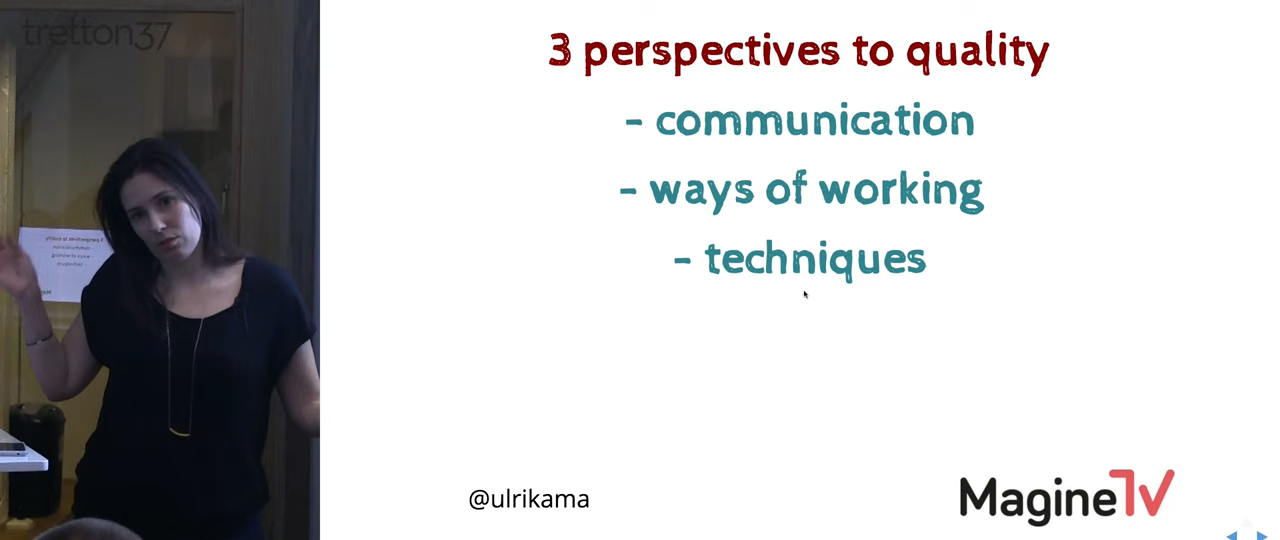 tretton37
3 perspectives to quality
- communication
- ways of working
- techniques
@ulrikama
MagineTV